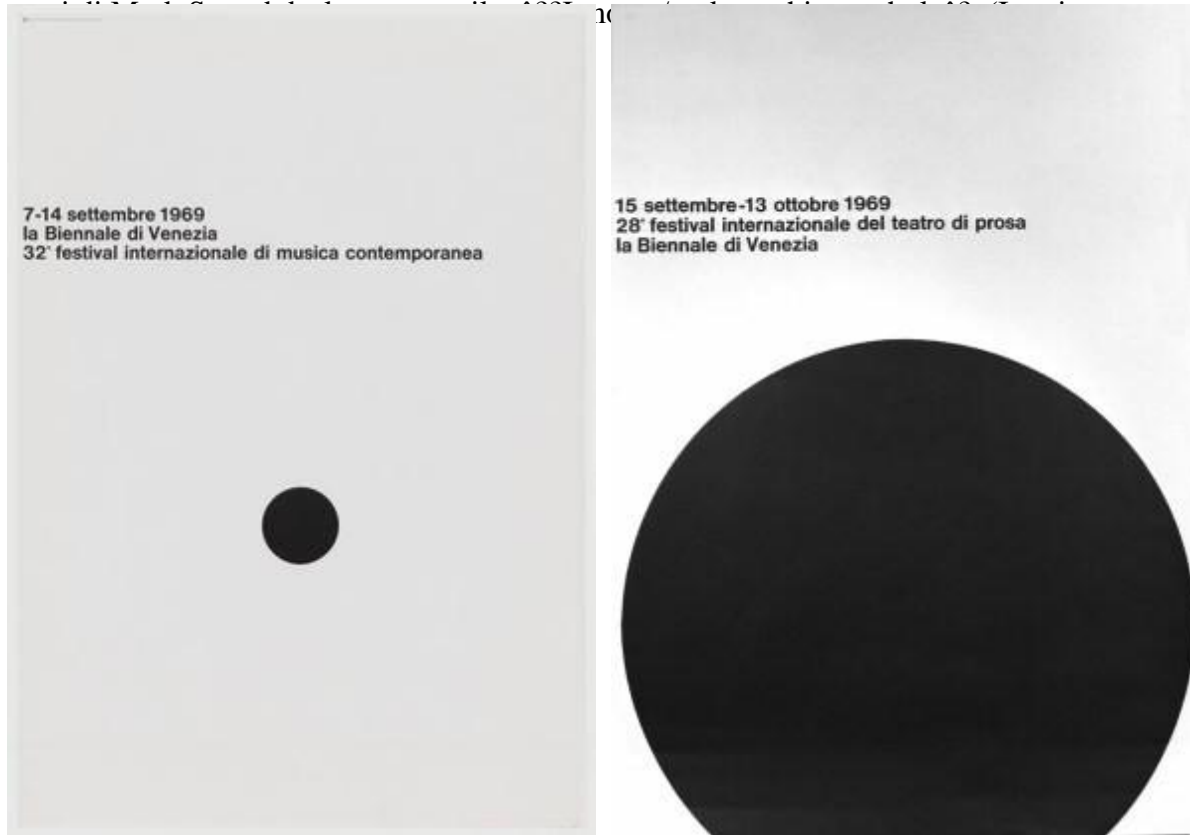 7-14 settembre 1969
la Biennale di Venezia
32° festival internazionale di musica contemporanea
15 settembre-13 ottobre 1969
28° festival internazionale del teatro di prosa
la Biennale di Venezia